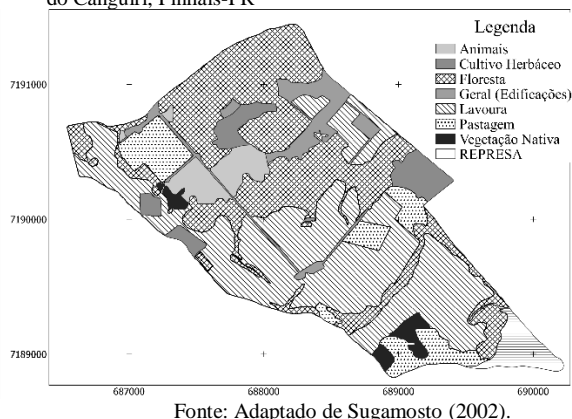 do Canguiri, Pinhais-PR
Legenda
Animais
Cultivo Herbáceo
Floresta
Geral (Edificações)
Lavoura
Pastagem
Vegetação Nativa
REPRESA
7191000
7190000
7189000
687000 688000 689000 690000
Fonte: Adaptado de Sugamosto (2002).